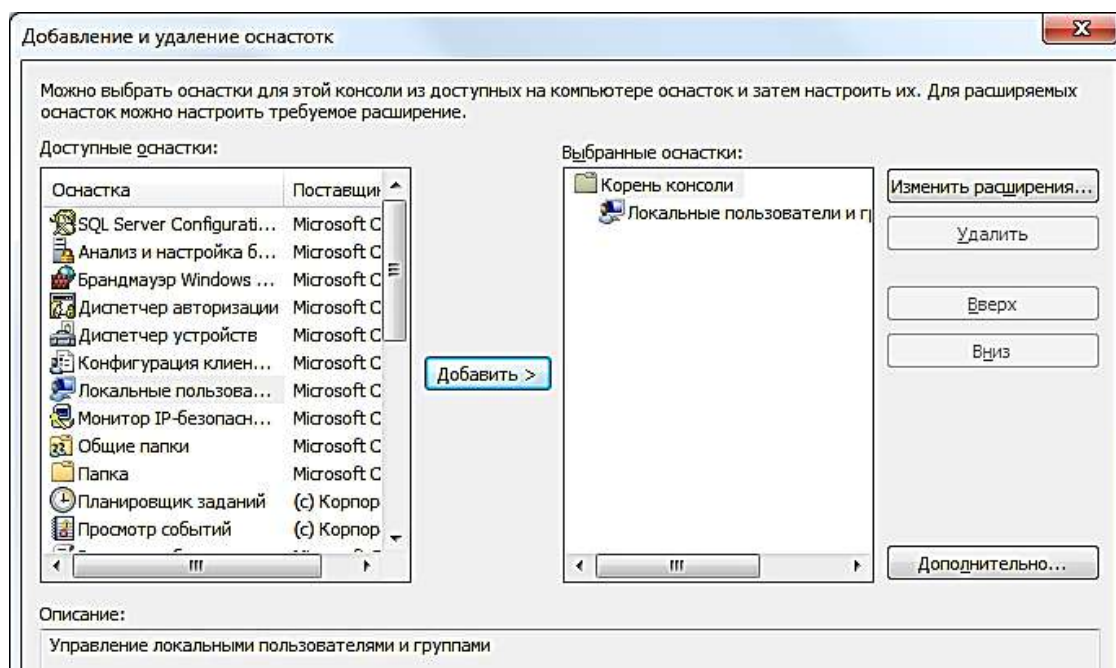 Добавление и удаление оснастотк
Можно выбрать оснастки для этой консоли из доступных на компьютере оснасток и затем настроить их. Для расширяемых
оснасток можно настроить требуемое расширение.
Доступные оснастки:
Оснастка Поставщик
SQL Server Configurati... Microsoft C
Анализ и настройка б... Microsoft C
Брандмауэр Windows ... Microsoft C
Диспетчер авторизации Microsoft C
Диспетчер устройств Microsoft C
Конфигурация клиен... Microsoft C
Локальные пользова... Microsoft C
Монитор IP-безопасн... Microsoft C
Общие папки Microsoft C
Папка Microsoft C
Планировщик заданий (c) Корпор
Просмотр событий (c) Корпор
Добавить >
Выбранные оснастки:
Корень консоли
Локальные пользователи и гр
Изменить расширения...
Удалить
Вверх
Вниз
Дополнительно...
Описание:
Управление локальными пользователями и группами